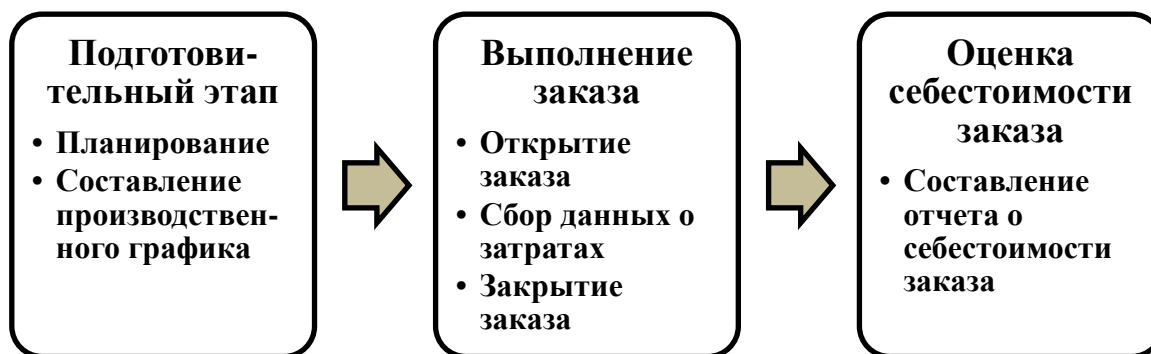 Подготови-
тельный этап
• Планирование
• Составление
производствен-
ного графика
Выполнение
заказа
• Открытие
заказа
• Сбор данных о
затратах
• Закрытие
заказа
Оценка
себестоимости
заказа
• Составление
отчета о
себестоимости
заказа